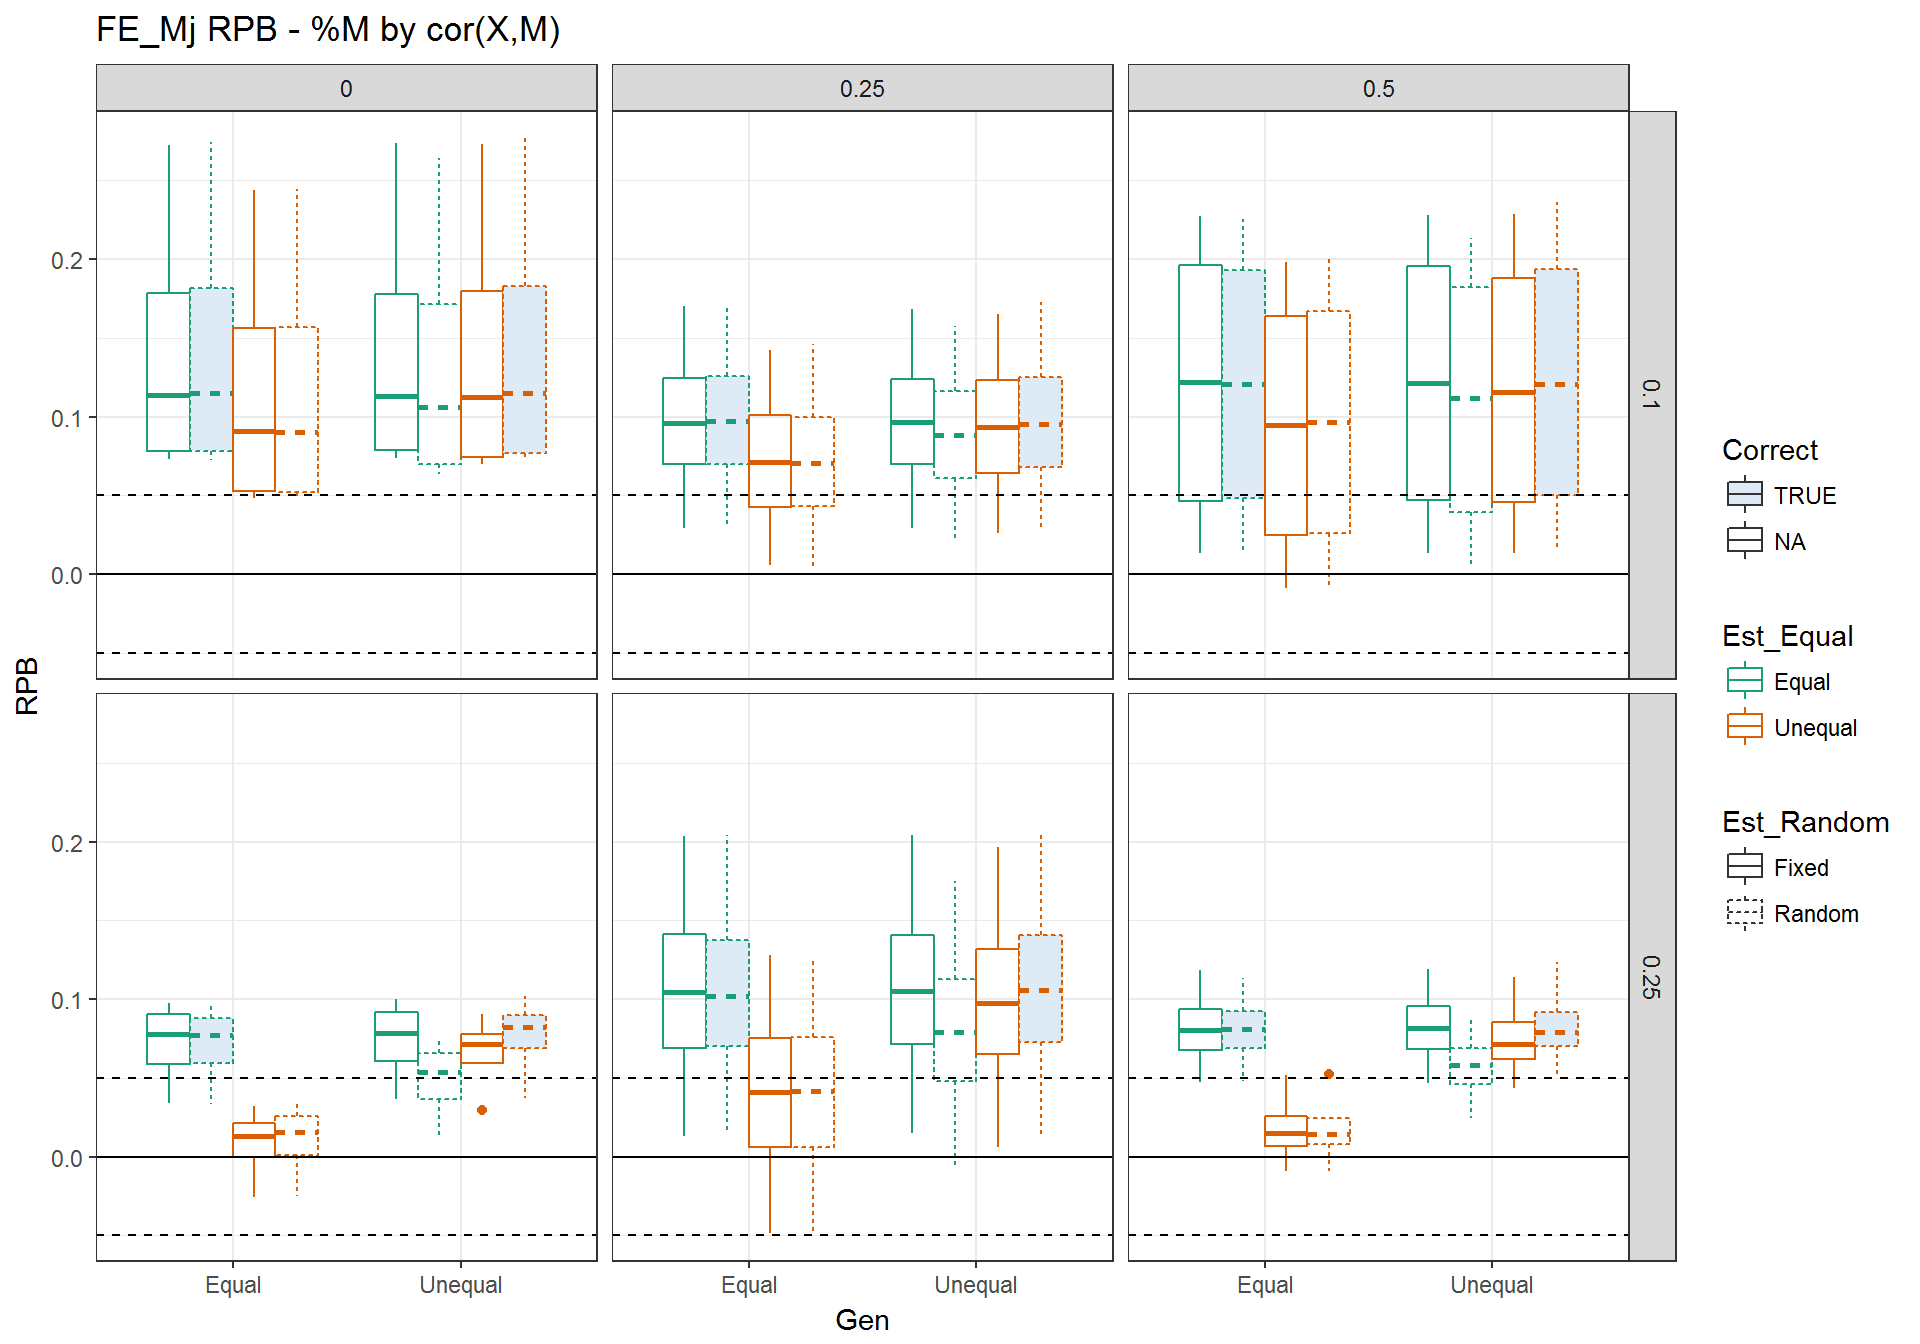 FE_Mj RPB - %M by cor(X,M)
0
0.25
0.5
0.2
0.1
0.0
0.1
RPB
0.2
0.1
0.0
0.25
Equal
Unequal
Equal
Unequal
Equal
Unequal
Gen
Correct
TRUE
NA
Est_Equal
Equal
Unequal
Est_Random
Fixed
Random